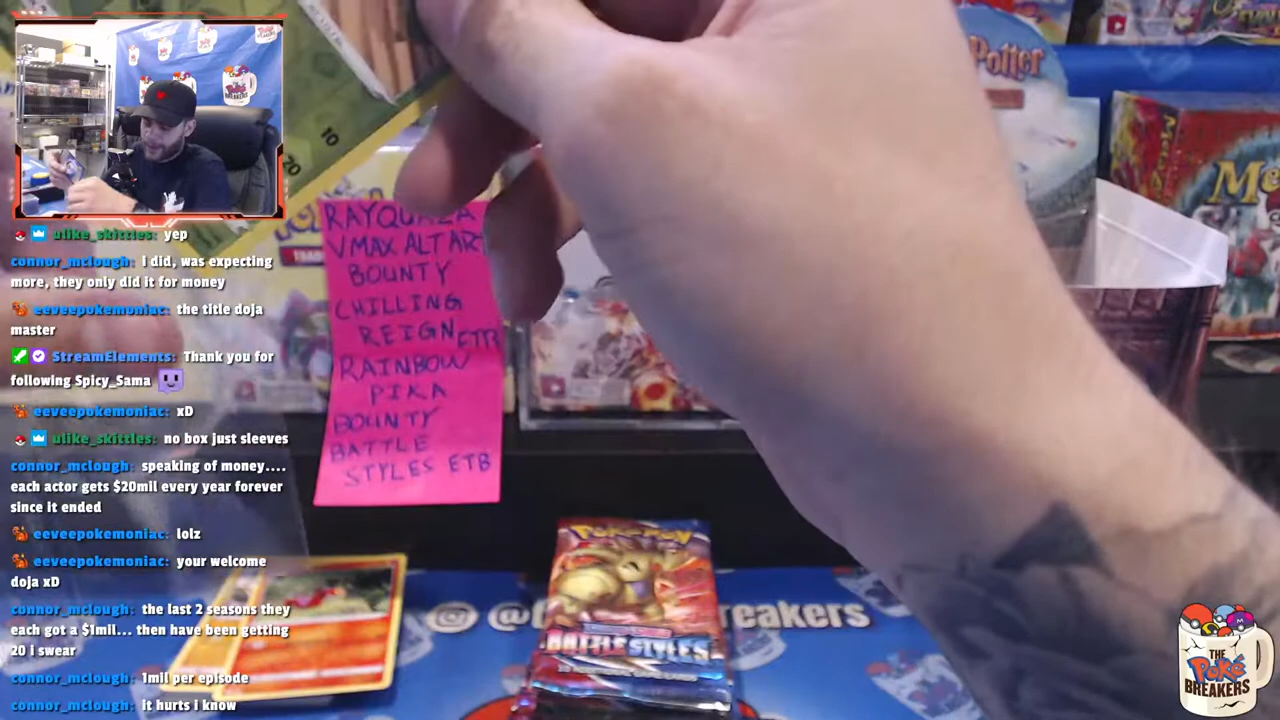 ulike_skittles: yep
connor_mclough: I did, was expecting
more, they only did it for money
eeveepokemoniac: the title doja
master
StreamElements: Thank you for
following Spicy_Sama
eeveepokemoniac: xD
ulike_skittles: no box just sleeves
connor_mclough: speaking of money....
each actor gets $20mil every year forever
since it ended
eeveepokemoniac: lolz
eeveepokemoniac: your welcome
doja xD
connor_mclough: the last 2 seasons they
each got a $1mil... then have been getting
20 i swear
connor_mclough: 1mil per episode
connor_mclough: it hurts i know
10
20
RAYQUAZA
VMAX ALT ART
BOUNTY
CHILLING
REIGN ETB
RAINBOW
PIKA
BOUNTY
BATTLE
STYLES ETB
Potter
Me
POKÉMON
BATTLE STYLES
@
reakers
THE
Poké
BREAKERS
THE
BREAKERS